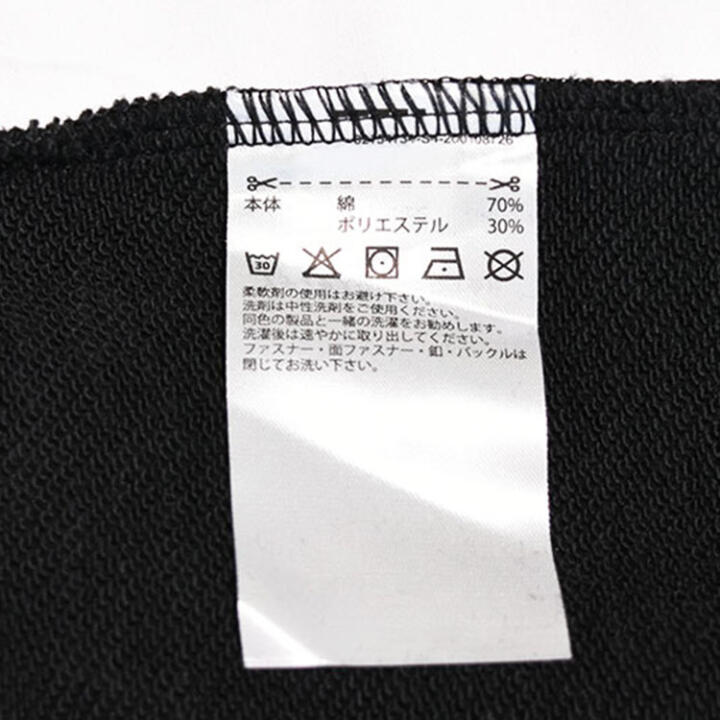 本体 綿 70%
ポリエステル 30%
30
柔軟剤の使用はお避け下さい。
洗剤は中性洗剤をご使用ください。
同色の製品と一緒の洗濯をお勧めします。
洗濯後は速やかに取り出してください。
ファスナー・面ファスナー・釦・バックルは
閉じてお洗い下さい。